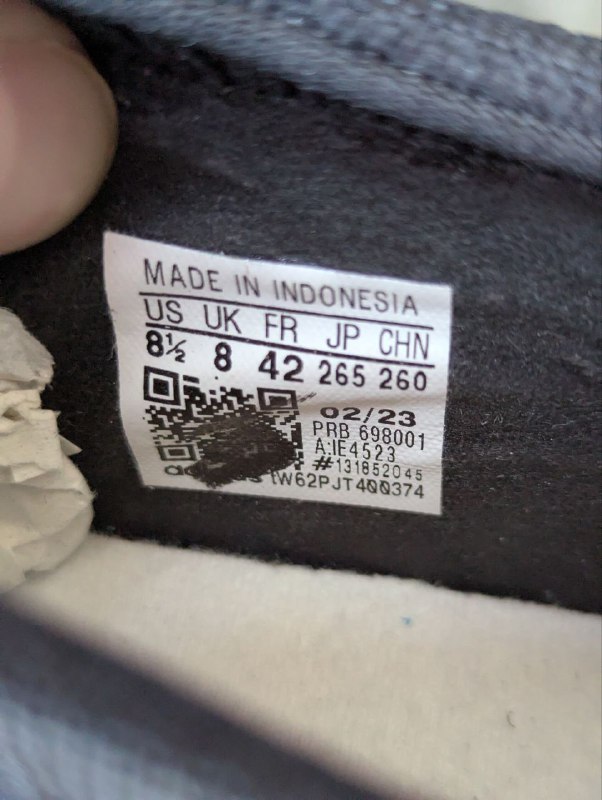 MADE IN INDONESIA
US UK FR JP CHN
8½ 8 42 265 260
02/23
PRB 698001
A:IE4523
#131852045
tW62PJT400374